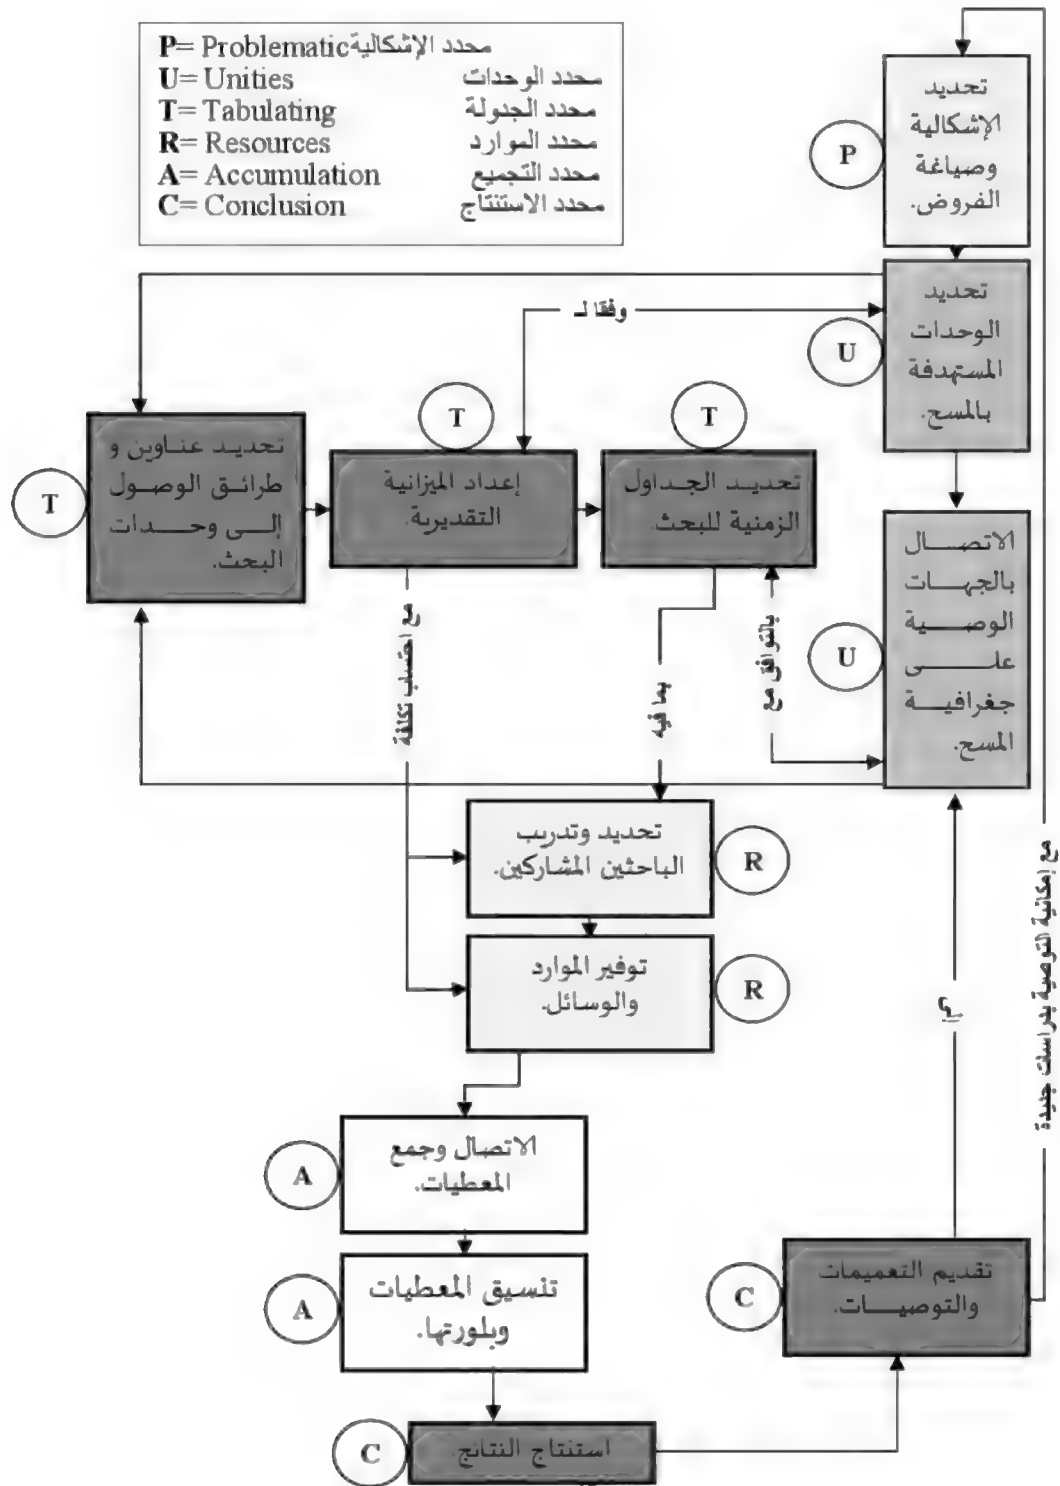 P= Problematic محدد الإشكالية
U= Unities محدد الوحدات
T= Tabulating محدد الجدولة
R= Resources محدد الموارد
A= Accumulation محدد التجميع
C= Conclusion محدد الاستنتاج
تحديد
الإشكالية
وصياغة
الفروض.
P
تحديد
الوحدات
المستهدفة
بالمسح.
U
وفقا لـ
T
T
تحديد عناوين و
طرائق الوصول
إلى وحدات
البحث.
T
إعداد الميزانية
التقديرية.
تحديد الجداول
الزمنية للبحث.
الاتصال
بالجهات
الوصية
على
جغرافية
المسح.
U
مع احتساب تكلفة
بما فيه
بالتوافق مع
تحديد وتدريب
الباحثين المشاركين.
R
توفير الموارد
والوسائل.
R
إلى
مع إمكانية التوصية بدراسات جديدة
الاتصال وجمع
المعطيات.
A
تنسيق المعطيات
وبلورتها.
A
تقديم التعميمات
والتوصيات.
C
استنتاج النتائج.
C